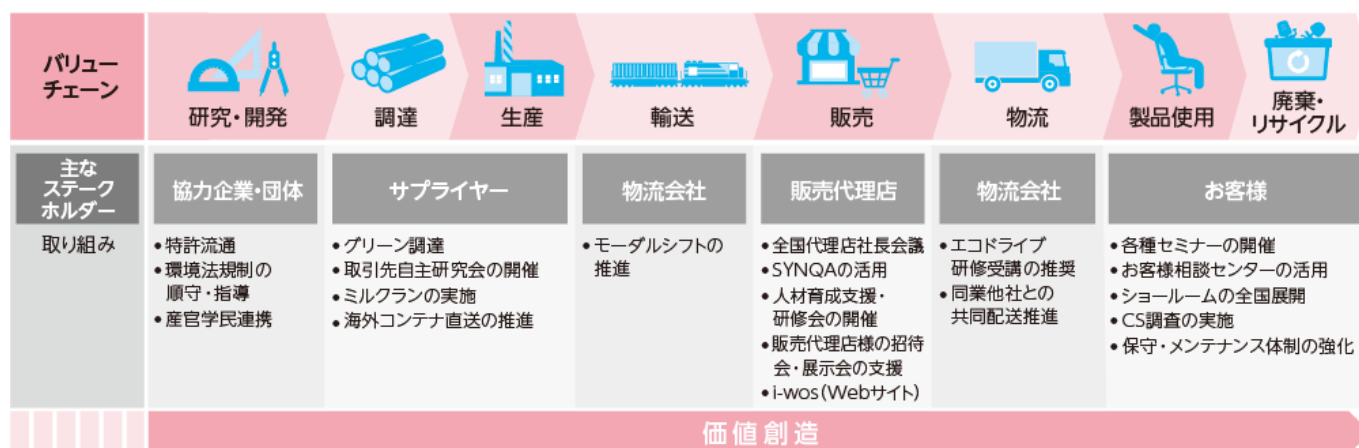 バリュー
チェーン
研究・開発
調達
生産
輸送
販売
物流
製品使用
廃棄・
リサイクル
主な
ステーク
ホルダー
協力企業・団体
サプライヤー
物流会社
販売代理店
物流会社
お客様
取り組み
•特許流通
•環境法規制の
順守・指導
•産官学民連携
•グリーン調達
•取引先自主研究会の開催
•ミルクランの実施
•海外コンテナ直送の推進
•モーダルシフトの
推進
•全国代理店社長会議
•SYNQAの活用
•人材育成支援・
研修会の開催
•販売代理店様の招待
会・展示会の支援
•i-wos(Webサイト)
•エコドライブ
研修受講の推奨
•同業他社との
共同配送推進
•各種セミナーの開催
•お客様相談センターの活用
•ショールームの全国展開
•CS調査の実施
•保守・メンテナンス体制の強化
価値創造